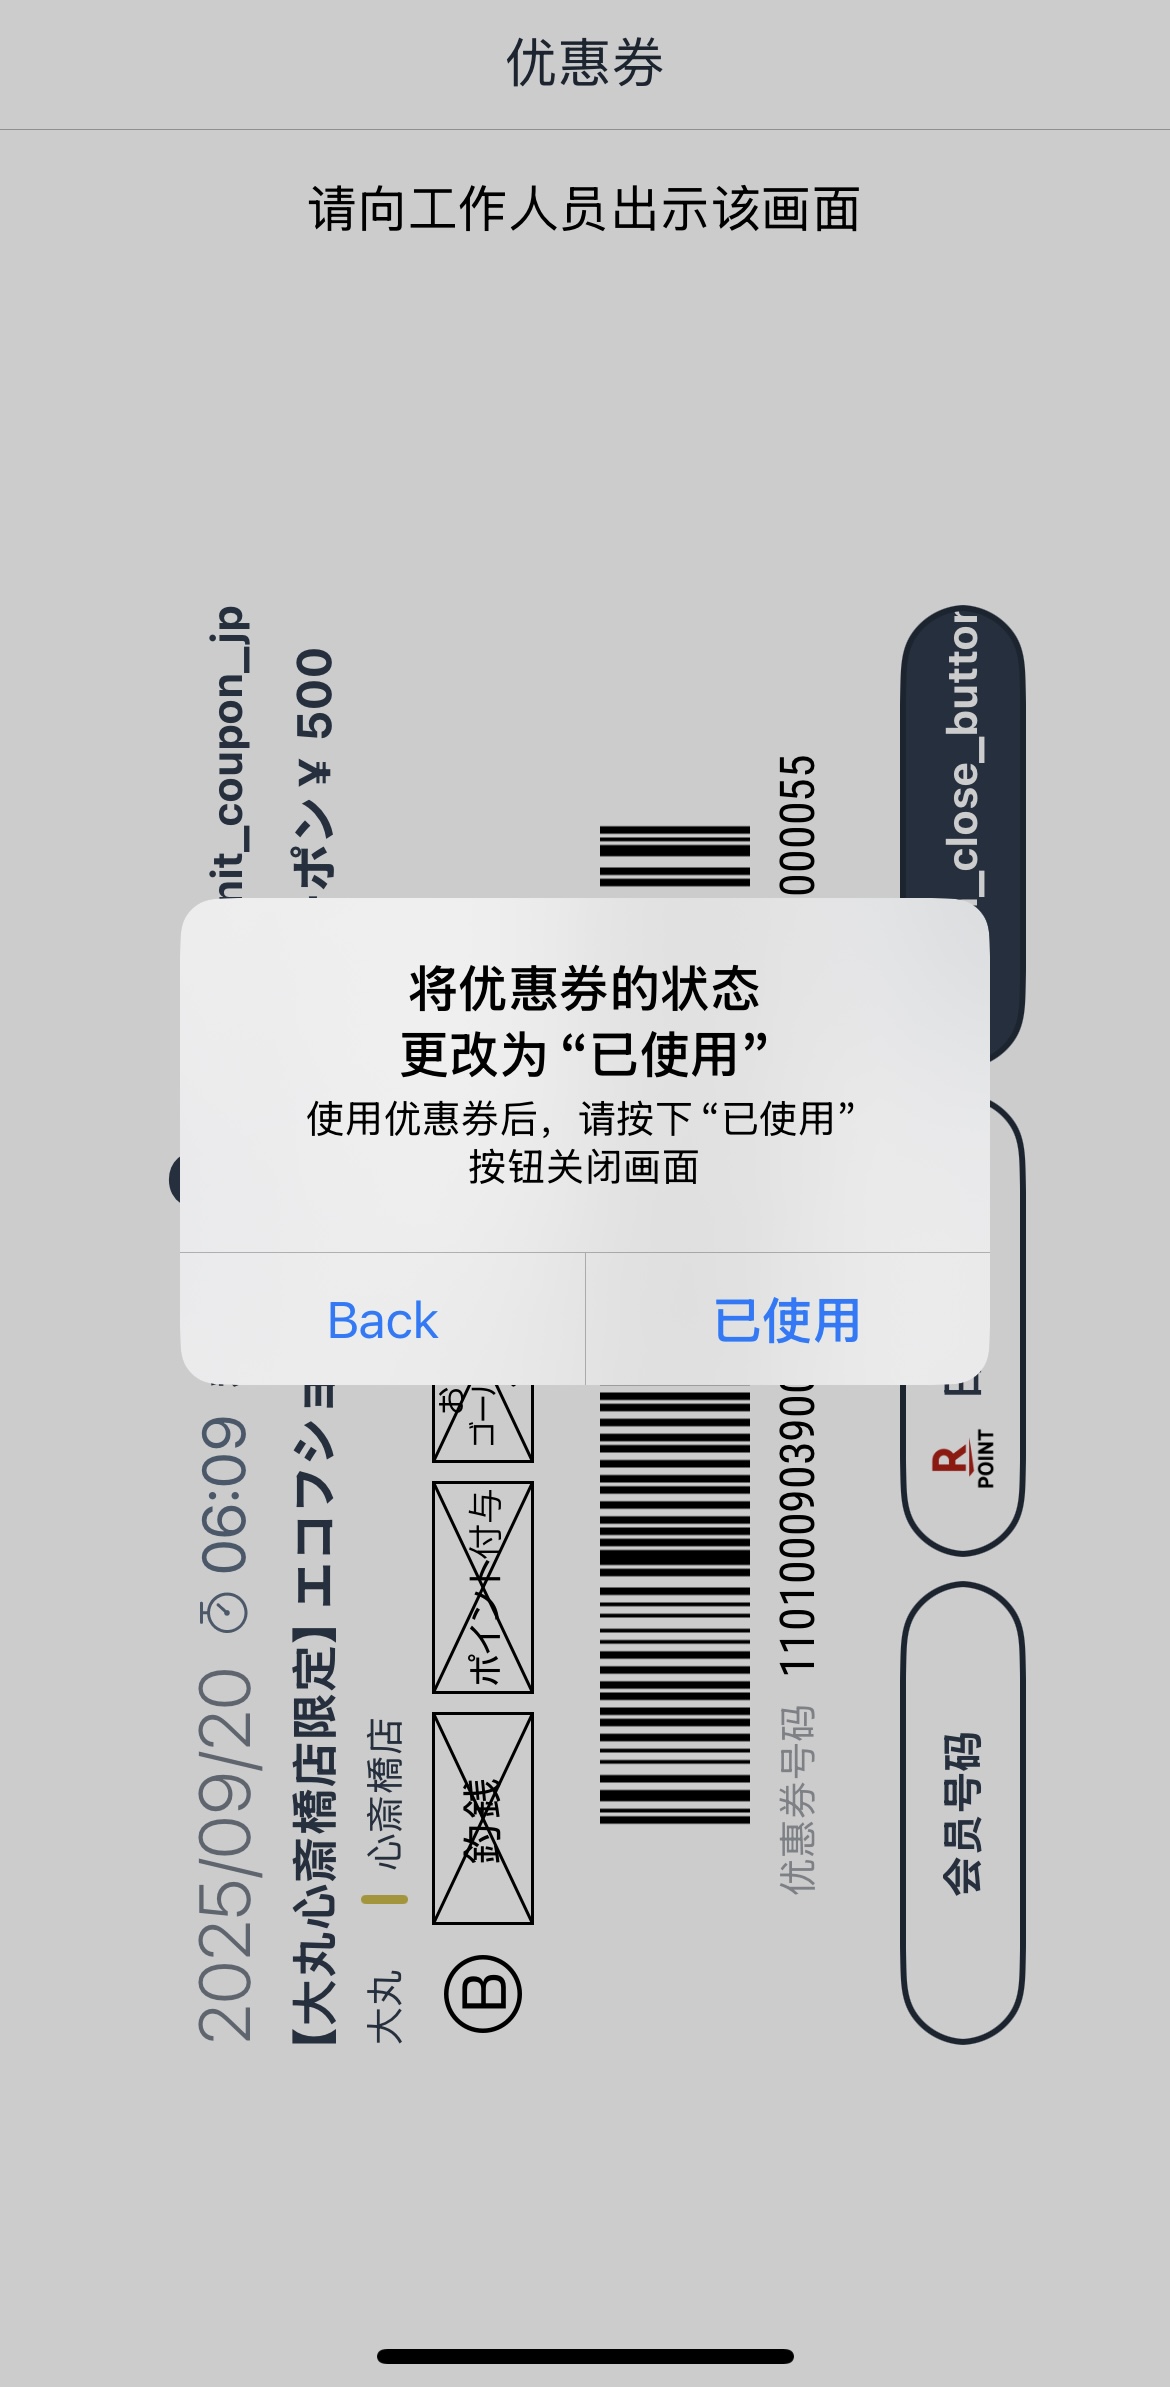 优惠券
请向工作人员出示该画面
将优惠券的状态
更改为 “已使用”
使用优惠券后，请按下 “已使用”
按钮关闭画面
Back
已使用
2025/09/20
06:09
nit_coupon_jp
【大丸心斎橋店限定】エコフショ
ポン ¥ 500
大丸
心斎橋店
B
釣銭
ポイント付与
お
ゴー
优惠券号码
1101000903900
000055
会员号码
R
POINT
_close_button